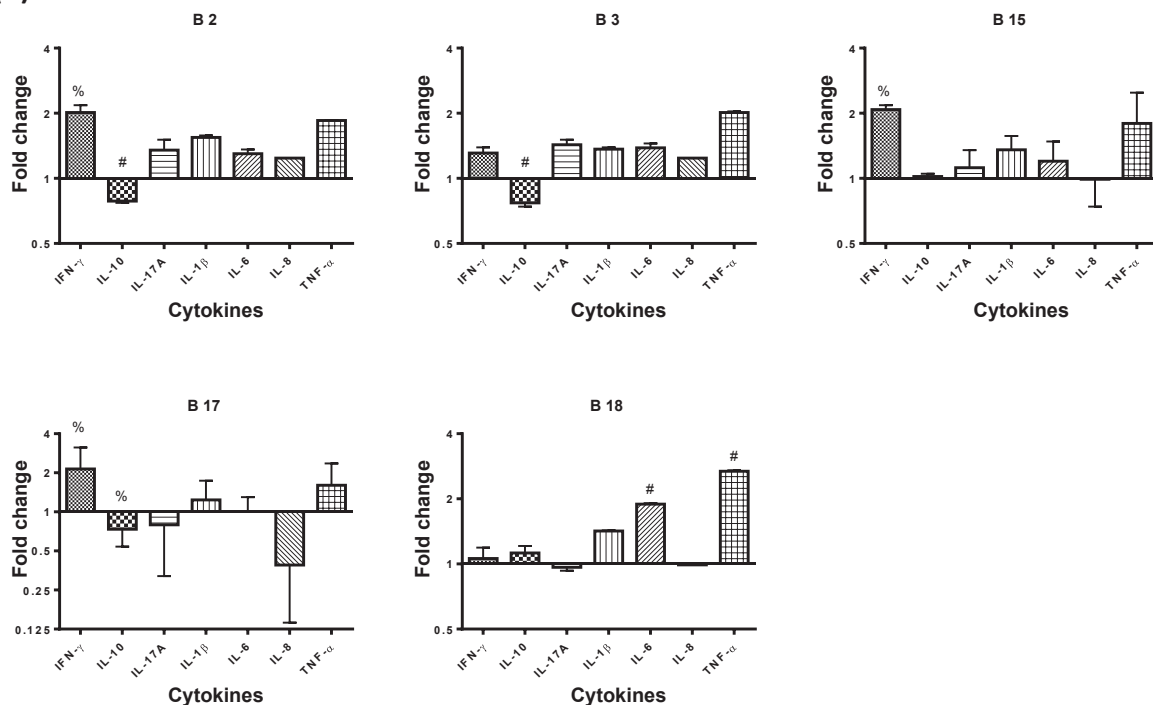 B 2
4
2
1
0.5
Fold change
%
#
IFN-γ
IL-10
IL-17A
IL-1β
IL-6
IL-8
TNF-α
Cytokines
B 3
4
2
1
0.5
Fold change
#
IFN-γ
IL-10
IL-17A
IL-1β
IL-6
IL-8
TNF-α
Cytokines
B 15
4
2
1
0.5
Fold change
%
IFN-γ
IL-10
IL-17A
IL-1β
IL-6
IL-8
TNF-α
Cytokines
B 17
4
2
1
0.5
0.25
0.125
Fold change
%
%
IFN-γ
IL-10
IL-17A
IL-1β
IL-6
IL-8
TNF-α
Cytokines
B 18
4
2
1
0.5
Fold change
#
#
IFN-γ
IL-10
IL-17A
IL-1β
IL-6
IL-8
TNF-α
Cytokines